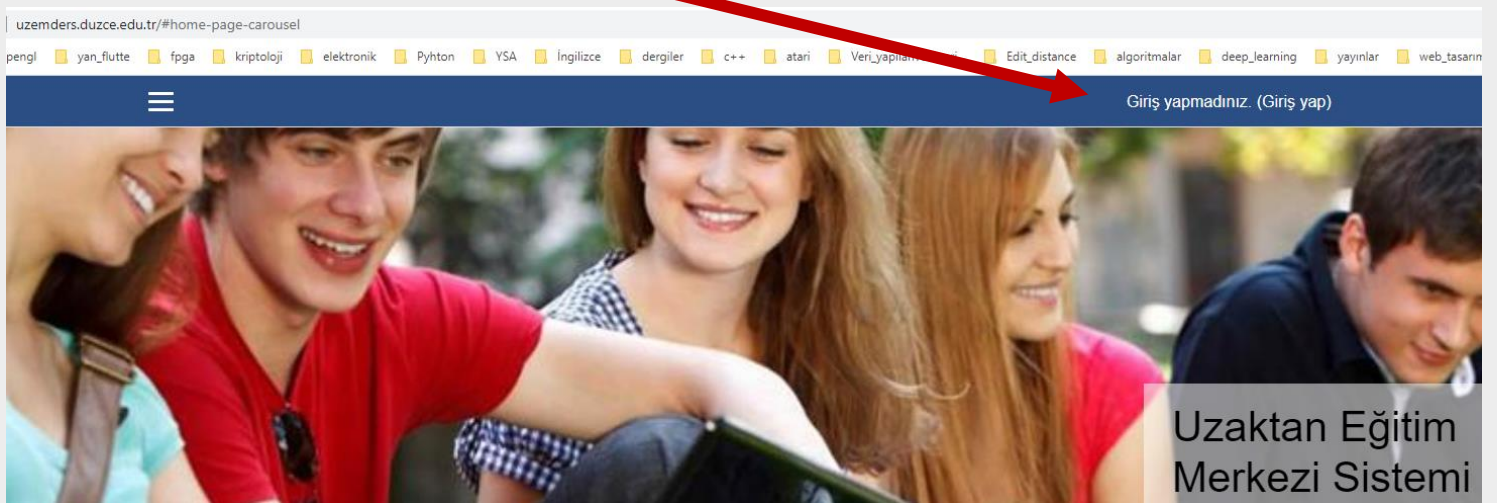 uzemders.duzce.edu.tr/#home-page-carousel
pengl yan_flutte fpga kriptoloji elektronik Pyhton YSA İngilizce dergiler c++ atari Edit_distance algoritmalar deep_learning yayınlar web_tasarım
Giriş yapmadınız. (Giriş yap)
Uzaktan Eğitim
Merkezi Sistemi